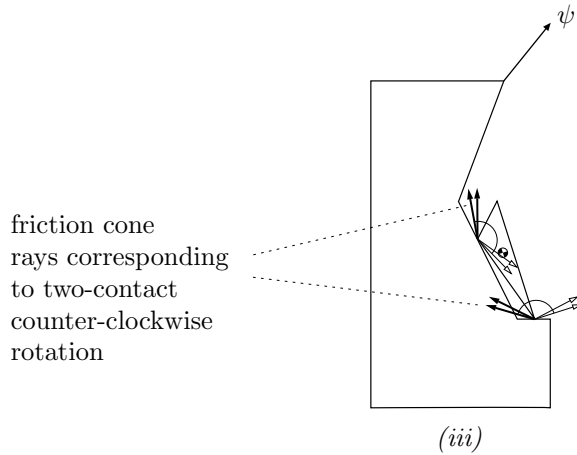 ψ
friction cone
rays corresponding
to two-contact
counter-clockwise
rotation
(iii)